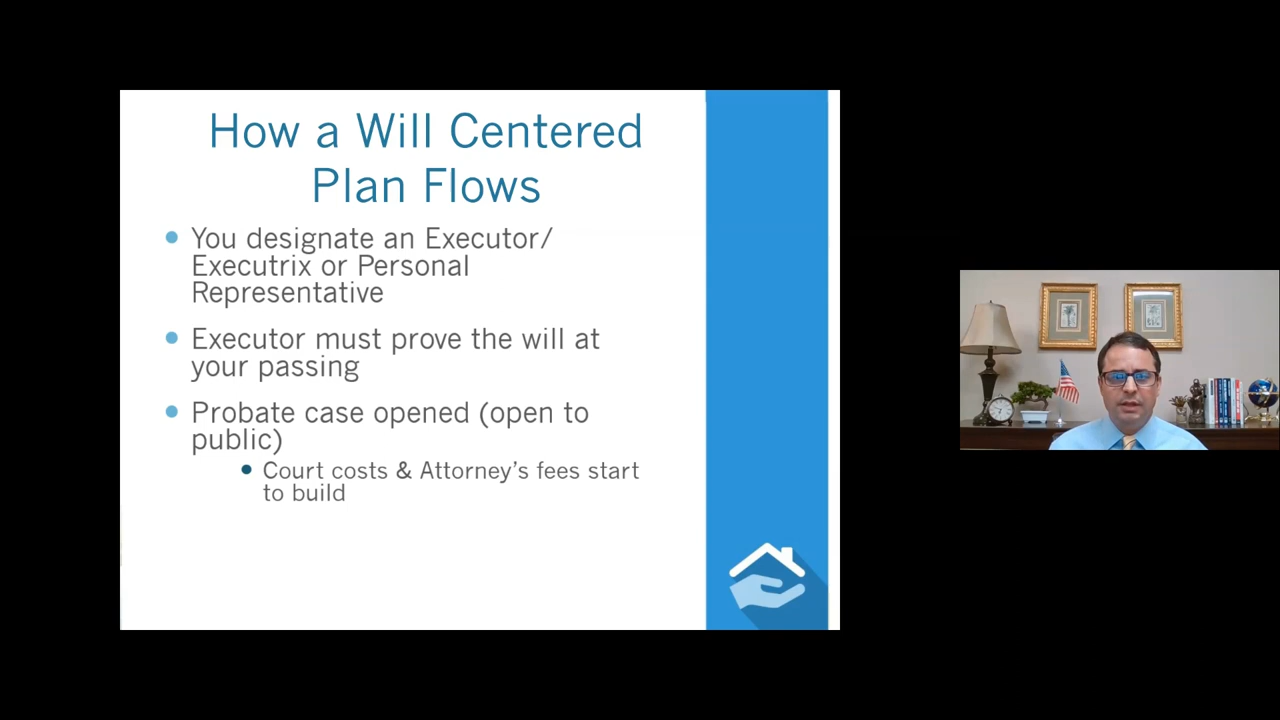 How a Will Centered
Plan Flows
You designate an Executor/
Executrix or Personal
Representative
Executor must prove the will at
your passing
Probate case opened (open to
public)
Court costs & Attorney's fees start
to build